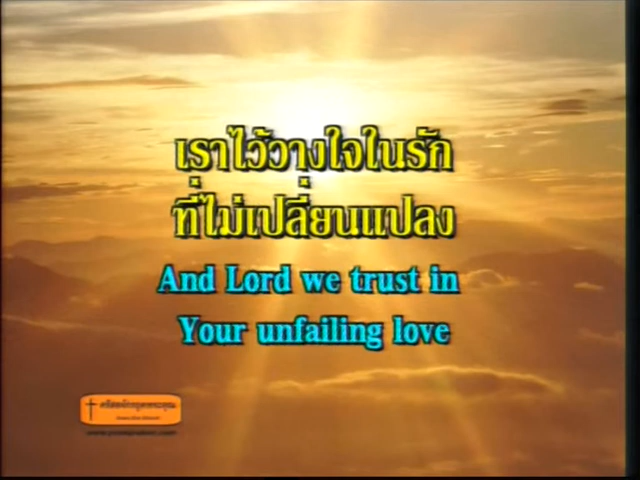 เราไว้วางใจในรัก
ที่ไม่เปลี่ยนแปลง
And Lord we trust in
Your unfailing love